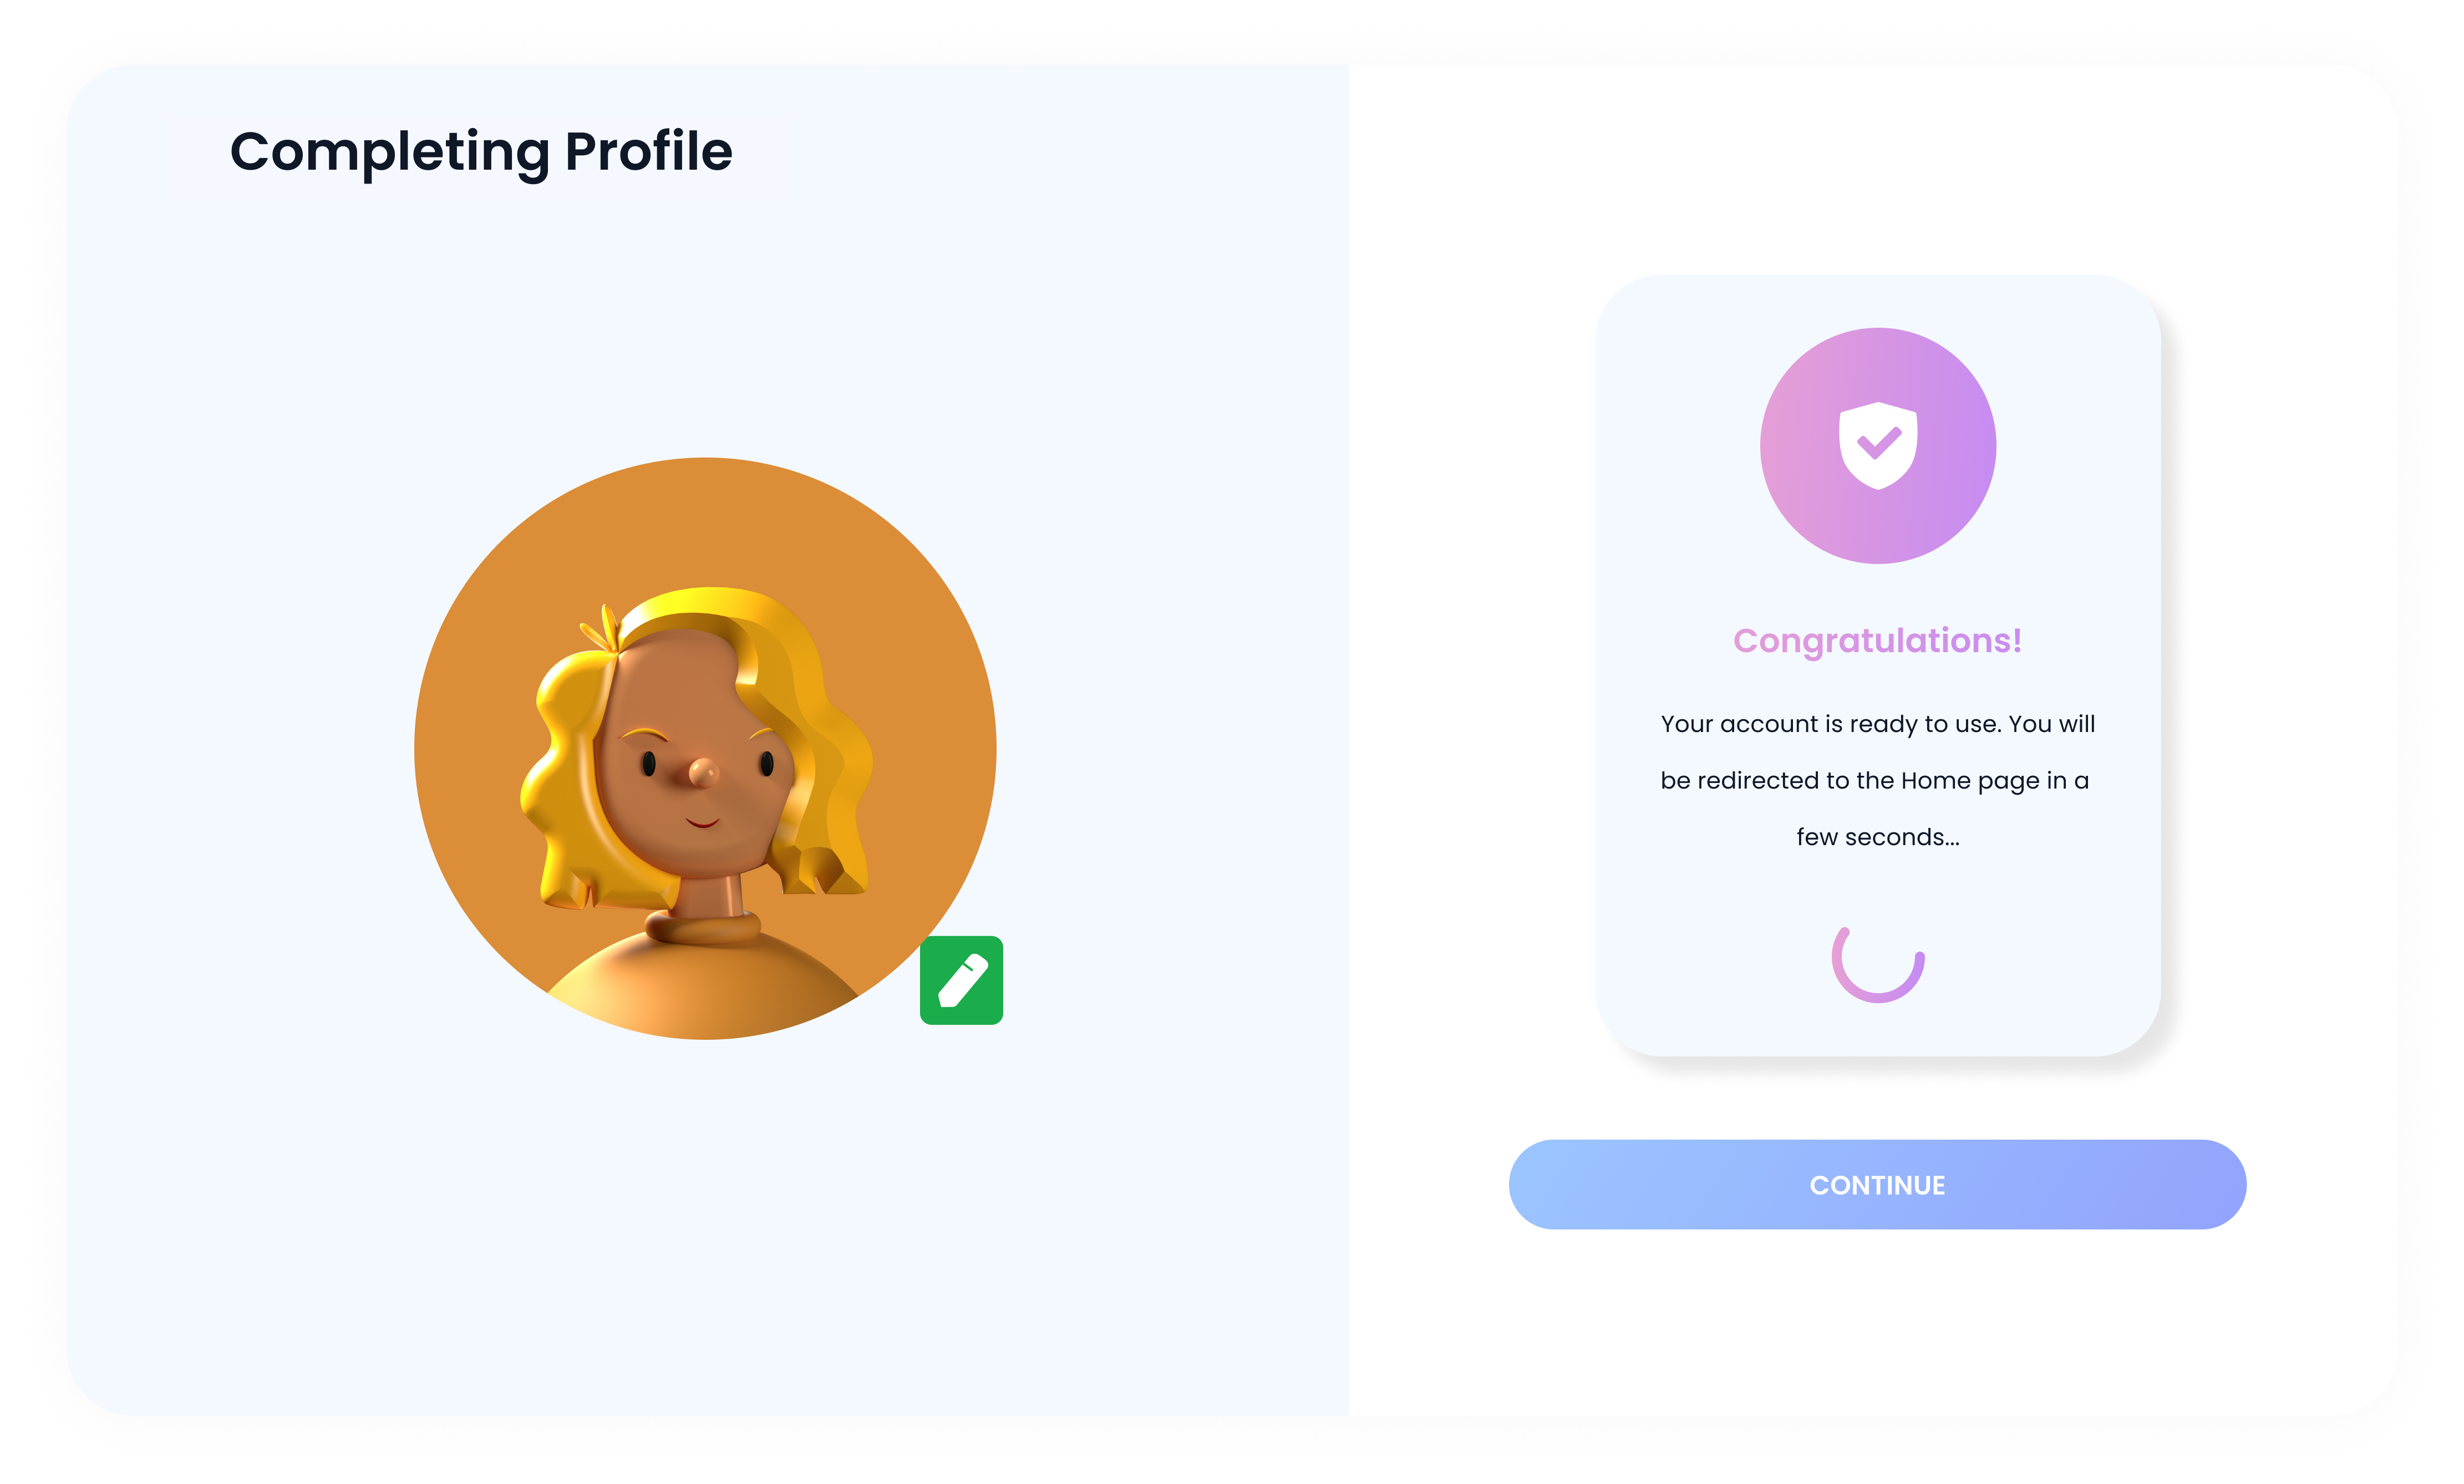 Completing Profile
Congratulations!
Your account is ready to use. You will
be redirected to the Home page in a
few seconds...
CONTINUE